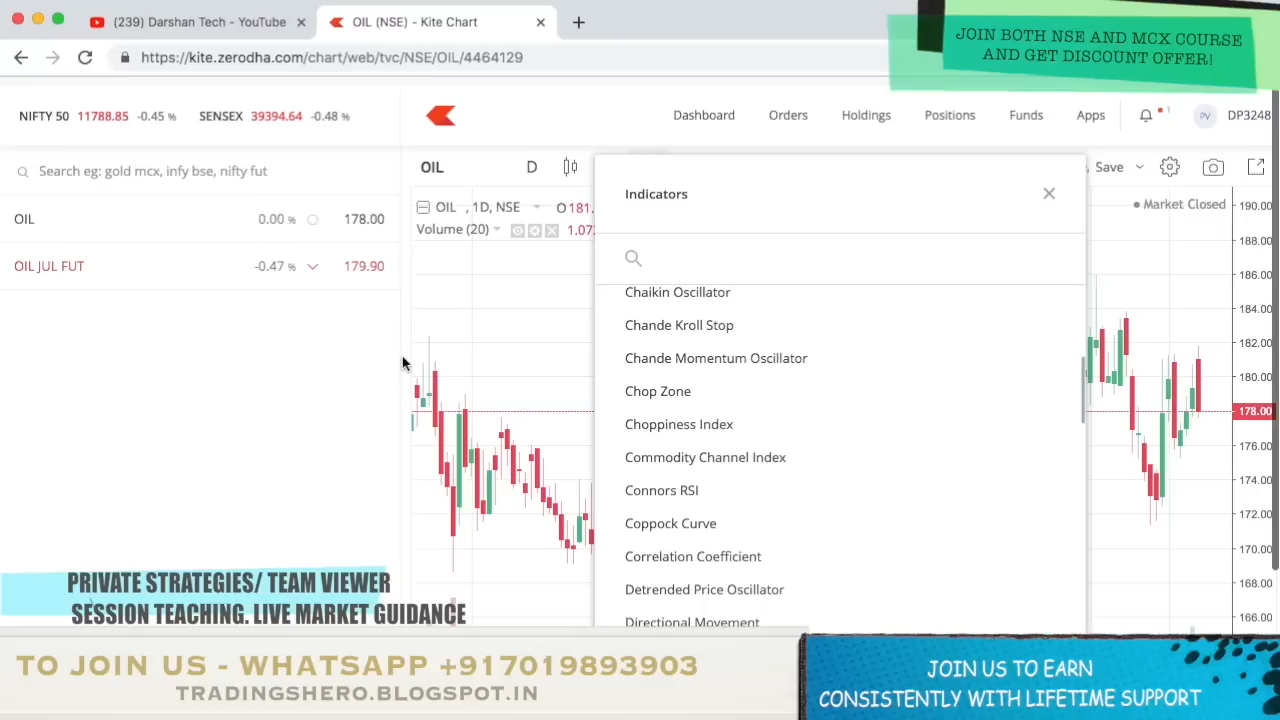 (239) Darshan Tech - YouTube
OIL (NSE) - Kite Chart
https://kite.zerodha.com/chart/web/tvc/NSE/OIL/4464129
JOIN BOTH NSE AND MCX COURSE
AND GET DISCOUNT OFFER!
NIFTY 50 11788.85 -0.45 % SENSEX 39394.64 -0.48 %
Dashboard Orders Holdings Positions Funds Apps 1 PV DP3248
Search eg: gold mcx, infy bse, nifty fut
OIL D Save
OIL 0.00 % 178.00
OIL JUL FUT -0.47 % 179.90
OIL , 1D, NSE O 181.
Volume (20) 1.072
Market Closed
Indicators
Chaikin Oscillator
Chande Kroll Stop
Chande Momentum Oscillator
Chop Zone
Choppiness Index
Commodity Channel Index
Connors RSI
Coppock Curve
Correlation Coefficient
Detrended Price Oscillator
Directional Movement
190.00
188.00
186.00
184.00
182.00
180.00
178.00
176.00
174.00
172.00
170.00
168.00
166.00
PRIVATE STRATEGIES/ TEAM VIEWER
SESSION TEACHING. LIVE MARKET GUIDANCE
TO JOIN US - WHATSAPP +917019893903
TRADINGSHERO.BLOGSPOT.IN
JOIN US TO EARN
CONSISTENTLY WITH LIFETIME SUPPORT